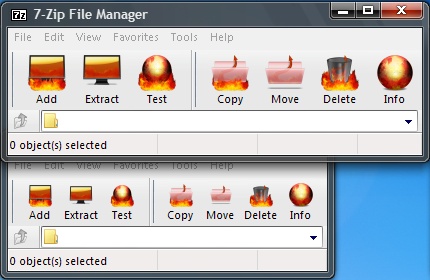 7z 7-Zip File Manager
File Edit View Favorites Tools Help
Add Extract Test Copy Move Delete Info
0 object(s) selected
File Edit View Favorites Tools Help
Add Extract Test Copy Move Delete Info
0 object(s) selected